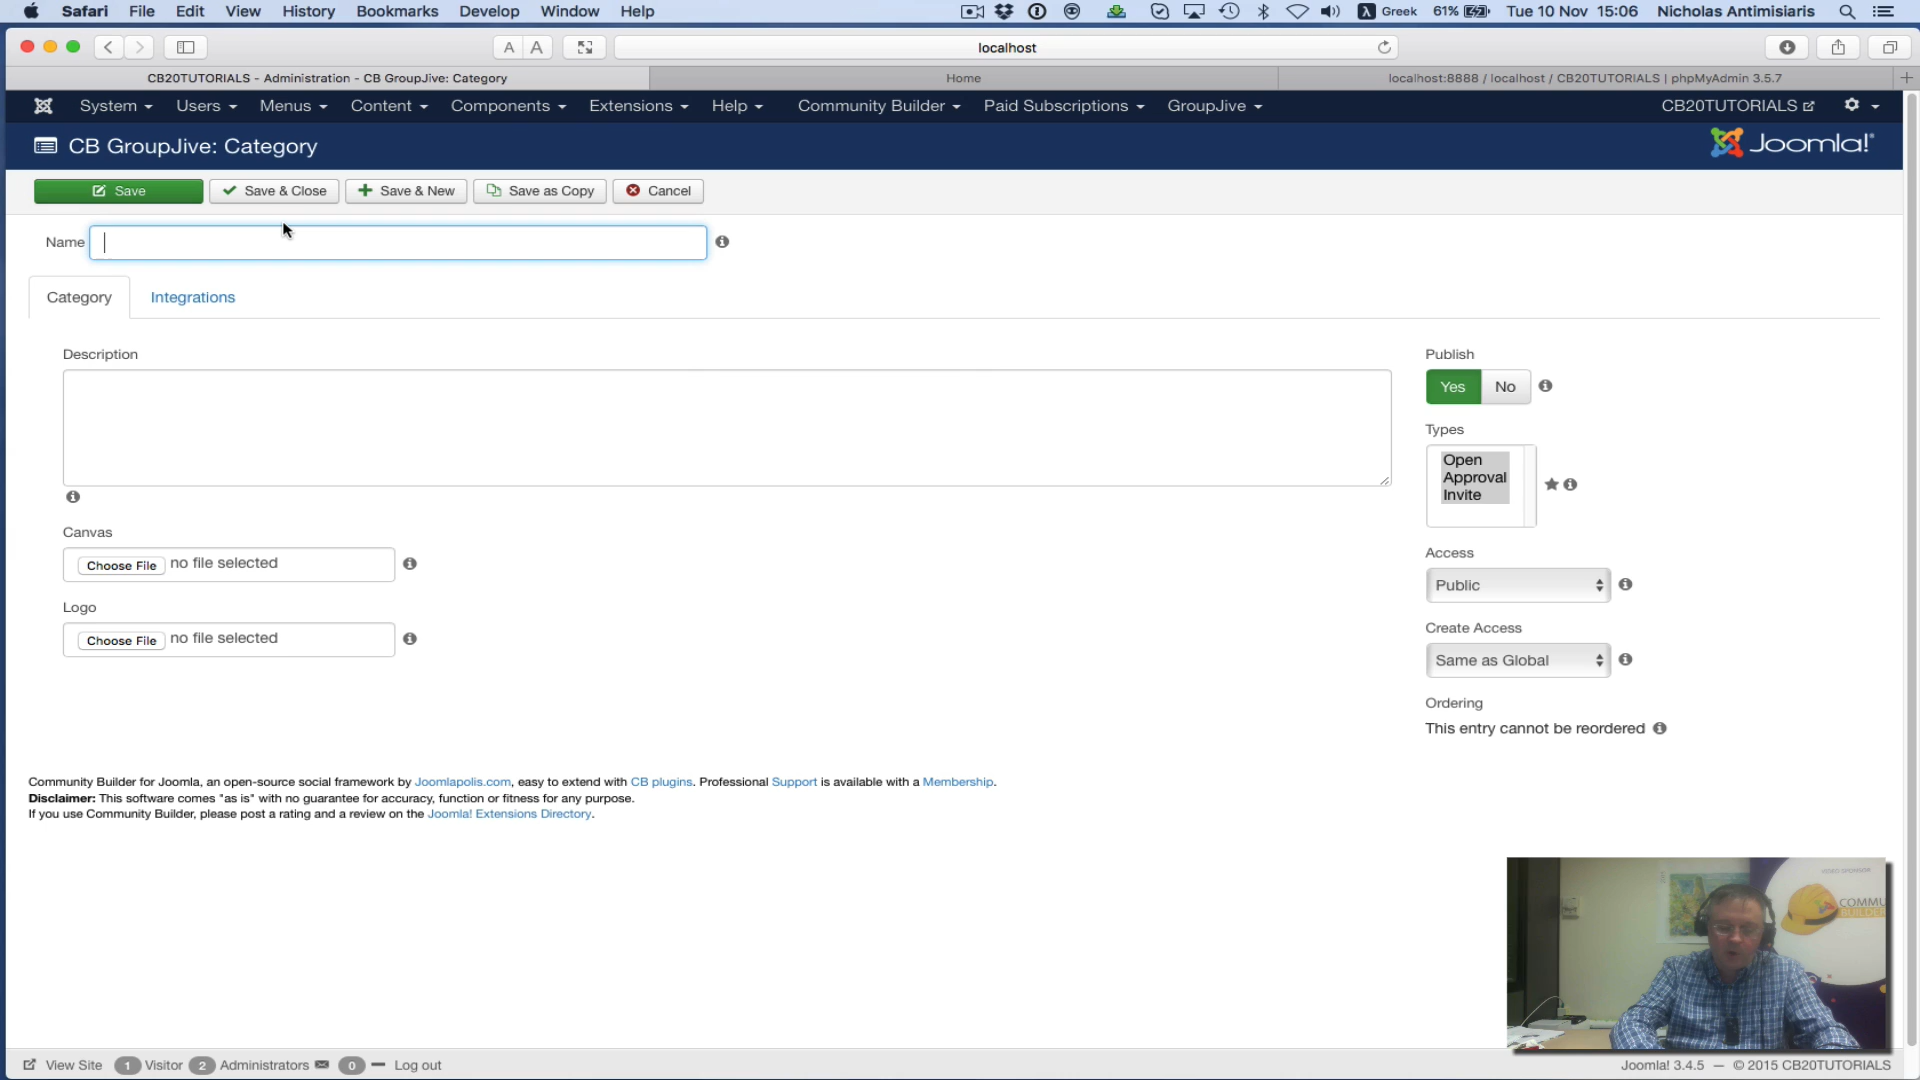 Safari File Edit View History Bookmarks Develop Window Help Greek 61% Tue 10 Nov 15:06 Nicholas Antimisiaris
A A localhost
CB20TUTORIALS - Administration - CB GroupJive: Category Home localhost:8888 / localhost / CB20TUTORIALS | phpMyAdmin 3.5.7
System Users Menus Content Components Extensions Help Community Builder Paid Subscriptions GroupJive CB20TUTORIALS
CB GroupJive: Category Joomla!
Save Save & Close Save & New Save as Copy Cancel
Name
Category Integrations
Description
Publish
Yes No
Types
Open
Approval
Invite
Canvas
Choose File no file selected
Access
Public
Logo
Choose File no file selected
Create Access
Same as Global
Ordering
This entry cannot be reordered
Community Builder for Joomla, an open-source social framework by Joomlapolis.com, easy to extend with CB plugins. Professional Support is available with a Membership.
Disclaimer: This software comes "as is" with no guarantee for accuracy, function or fitness for any purpose.
If you use Community Builder, please post a rating and a review on the Joomla! Extensions Directory.
VIDEO SPONSOR
COMMU
BUILDER
View Site 1 Visitor 2 Administrators 0 Log out Joomla! 3.4.5 — © 2015 CB20TUTORIALS